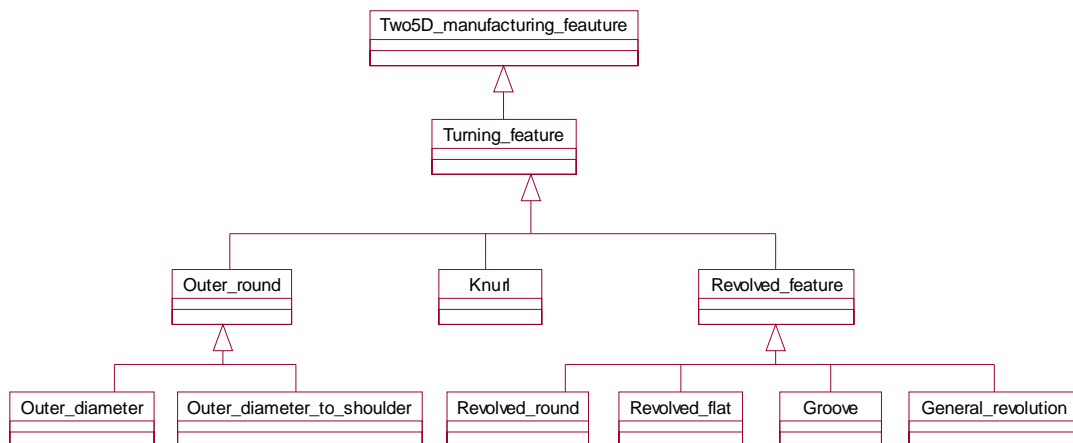 Two5D_manufacturing_feauture
Turning_feature
Outer_round
Knurl
Revolved_feature
Outer_diameter
Outer_diameter_to_shoulder
Revolved_round
Revolved_flat
Groove
General_revolution